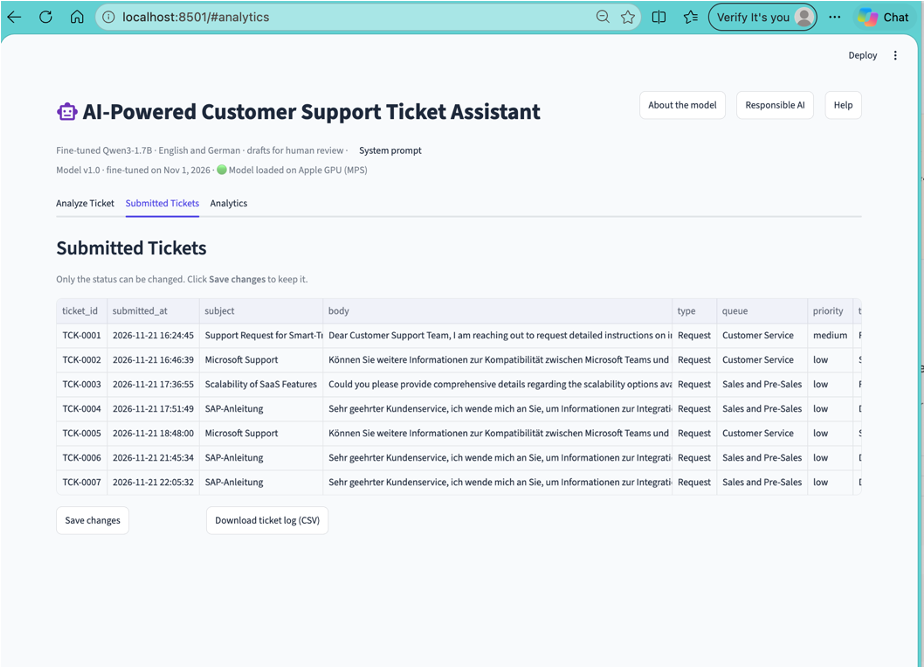 localhost:8501/#analytics
Verify It's you
Chat
Deploy
AI-Powered Customer Support Ticket Assistant
About the model
Responsible AI
Help
Fine-tuned Qwen3-1.7B · English and German · drafts for human review · System prompt
Model v1.0 · fine-tuned on Nov 1, 2026 · Model loaded on Apple GPU (MPS)
Analyze Ticket Submitted Tickets Analytics
Submitted Tickets
Only the status can be changed. Click Save changes to keep it.
ticket_id submitted_at subject body type queue priority
TCK-0001 2026-11-21 16:24:45 Support Request for Smart-Tr Dear Customer Support Team, I am reaching out to request detailed instructions on Request Customer Service medium
TCK-0002 2026-11-21 16:46:39 Microsoft Support Können Sie weitere Informationen zur Kompatibilität zwischen Microsoft Teams und Request Customer Service low
TCK-0003 2026-11-21 17:36:55 Scalability of SaaS Features Could you please provide comprehensive details regarding the scalability options ava Request Sales and Pre-Sales low
TCK-0004 2026-11-21 17:51:49 SAP-Anleitung Sehr geehrter Kundenservice, ich wende mich an Sie, um Informationen zur Integrati Request Sales and Pre-Sales low
TCK-0005 2026-11-21 18:48:00 Microsoft Support Können Sie weitere Informationen zur Kompatibilität zwischen Microsoft Teams und Request Customer Service low
TCK-0006 2026-11-21 21:45:34 SAP-Anleitung Sehr geehrter Kundenservice, ich wende mich an Sie, um Informationen zur Integrati Request Sales and Pre-Sales low
TCK-0007 2026-11-21 22:05:32 SAP-Anleitung Sehr geehrter Kundenservice, ich wende mich an Sie, um Informationen zur Integrati Request Sales and Pre-Sales low
Save changes
Download ticket log (CSV)